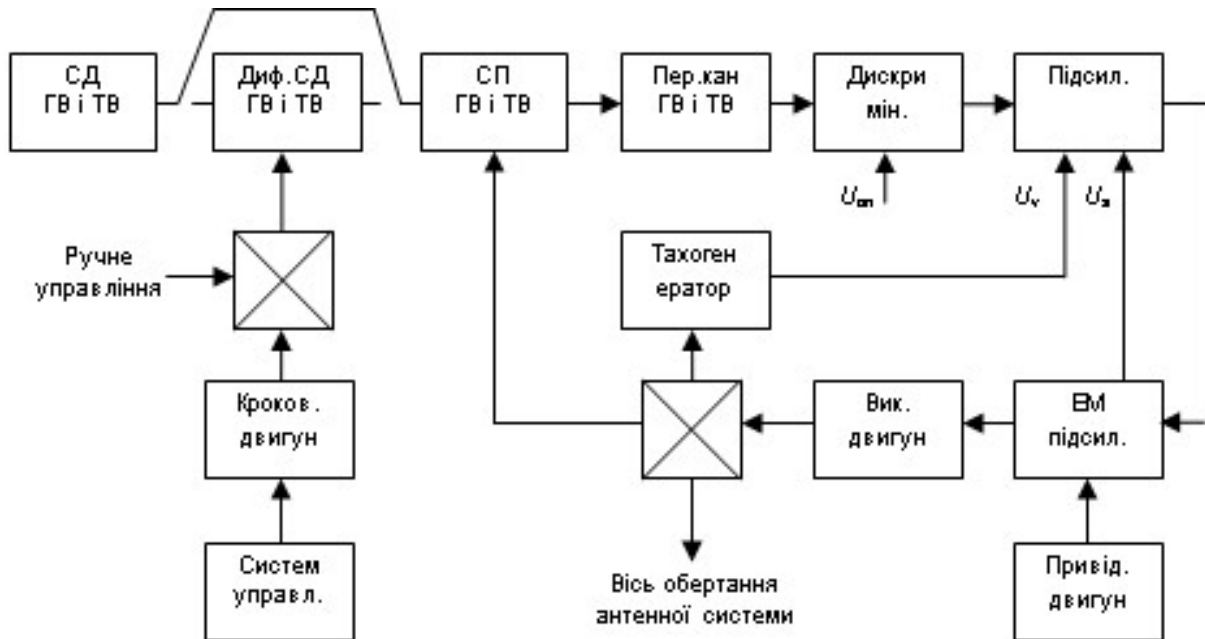 СД
ГВ і ТВ
Диф.СД
ГВ і ТВ
СП
ГВ і ТВ
Пер.кан
ГВ і ТВ
Дискри
мін.
Підсил.
Uоп
Uv
Uз
Ручне
управління
Тахоген
ератор
Кроков.
двигун
Вик.
двигун
ЕМ
підсил.
Систем
управл.
Вісь обертання
антенної системи
Привід.
двигун